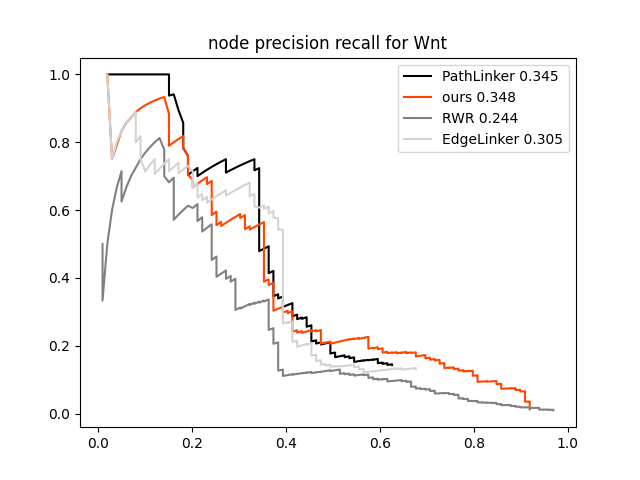 node precision recall for Wnt
PathLinker 0.345
ours 0.348
RWR 0.244
EdgeLinker 0.305
1.0
0.8
0.6
0.4
0.2
0.0
0.0 0.2 0.4 0.6 0.8 1.0